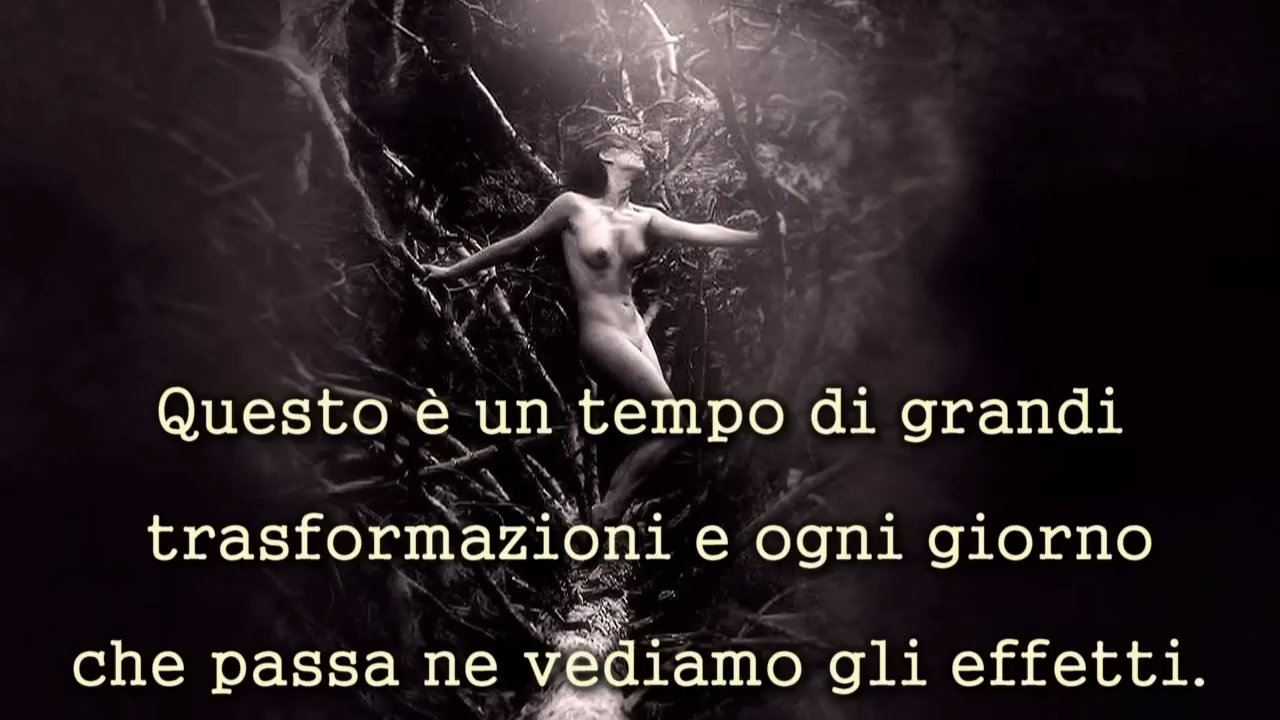 Questo è un tempo di grandi
trasformazioni e ogni giorno
che passa ne vediamo gli effetti.